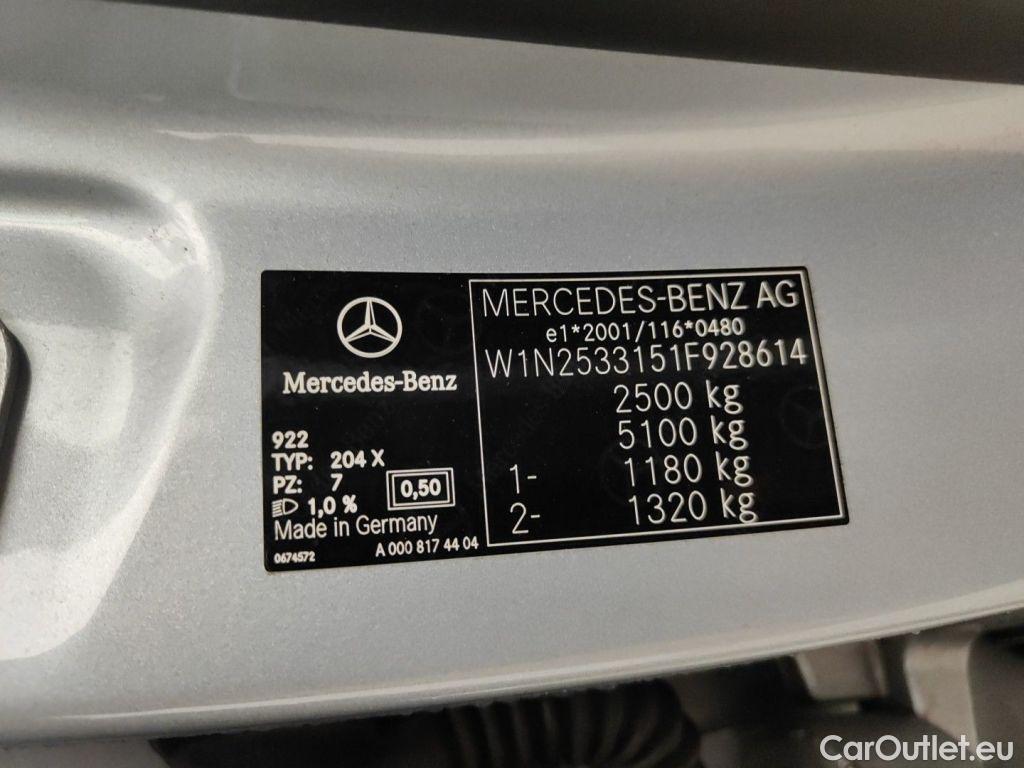 Mercedes-Benz
922
TYP: 204 X
PZ: 7
1,0 %
0,50
Made in Germany
0674572
A 000 817 44 04
MERCEDES-BENZ AG
e1*2001/116*0480
W1N2533151F928614
2500 kg
5100 kg
1- 1180 kg
2- 1320 kg
CarOutlet.eu